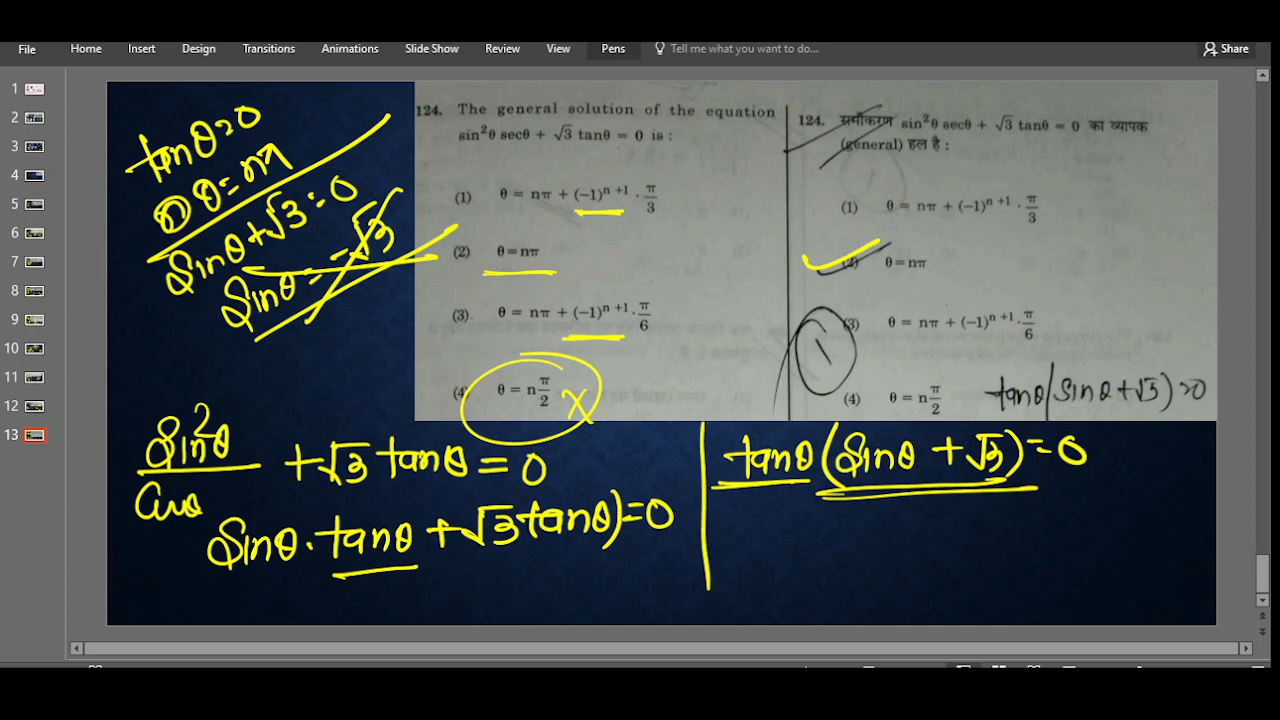 File Home Insert Design Transitions Animations Slide Show Review View Pens Tell me what you want to do... Share
1
2
3
4
5
6
7
8
9
10
11
12
13
tanθ=0
θ=nπ
Sinθ+√3=0
Sinθ=-√3
124. The general solution of the equation
sin²θ secθ + √3 tanθ = 0 is :
(1) θ = nπ + (-1)ⁿ⁺¹ · π/3
(2) θ=nπ
(3) θ = nπ + (-1)ⁿ⁺¹ · π/6
(4) θ = n π/2 X
124. समीकरण sin²θ secθ + √3 tanθ = 0 का व्यापक
(general) हल है :
(1) θ = nπ + (-1)ⁿ⁺¹ · π/3
(2) θ=nπ
(3) θ = nπ + (-1)ⁿ⁺¹ · π/6
(4) θ = n π/2
1
tanθ(Sinθ+√3)=0
Sin²θ/Cosθ + √3 tanθ = 0
Sinθ. tanθ + √3 tanθ)=0
tanθ (Sinθ + √3) = 0